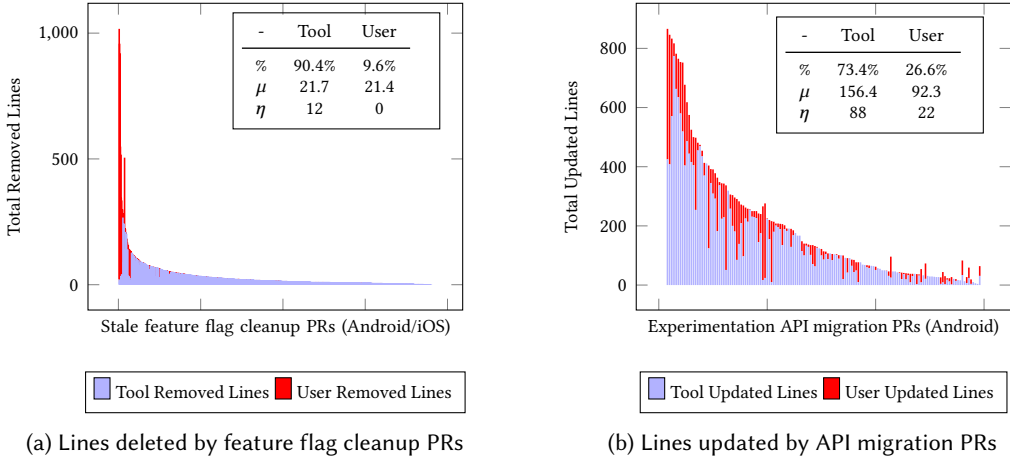 1,000
500
0
Total Removed Lines
- Tool User
% 90.4% 9.6%
μ 21.7 21.4
η 12 0
Stale feature flag cleanup PRs (Android/iOS)
Tool Removed Lines User Removed Lines
(a) Lines deleted by feature flag cleanup PRs
800
600
400
200
0
Total Updated Lines
- Tool User
% 73.4% 26.6%
μ 156.4 92.3
η 88 22
Experimentation API migration PRs (Android)
Tool Updated Lines User Updated Lines
(b) Lines updated by API migration PRs